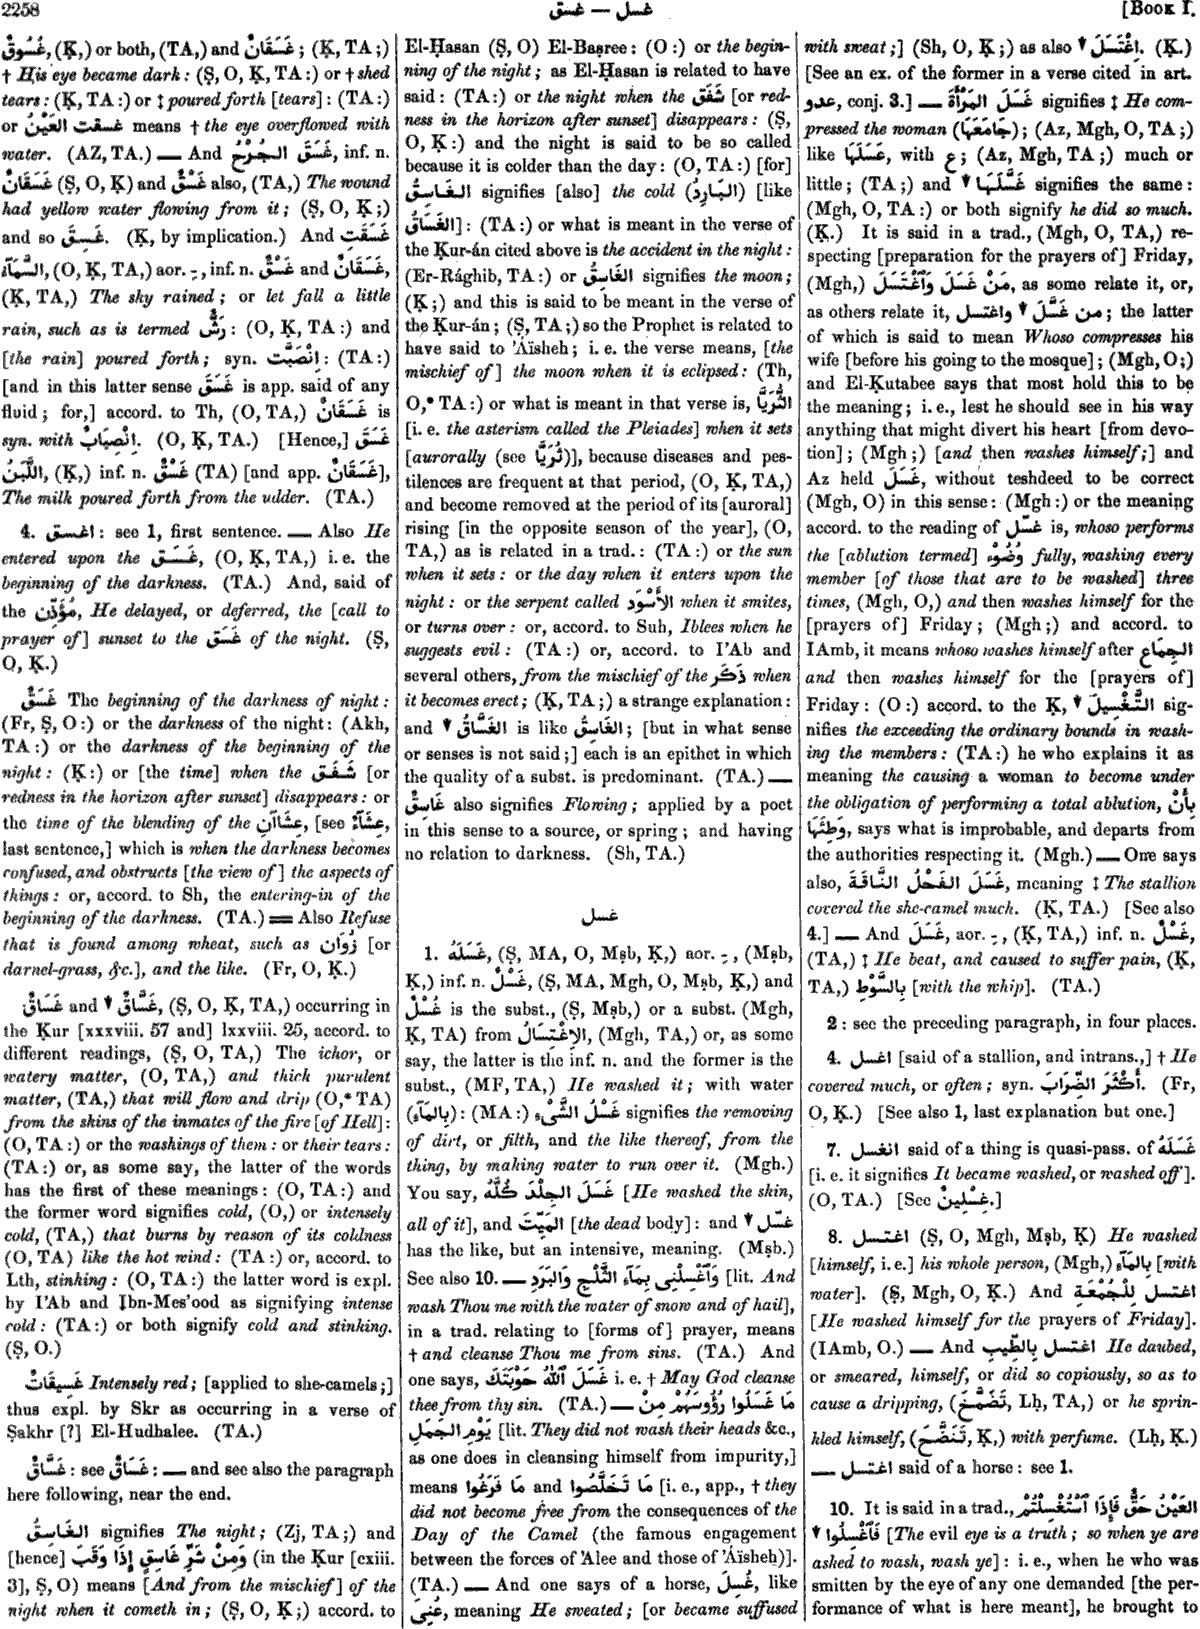 2258
غسق — غسل
[Book I.
غُسُوقٌ, (Ḳ,) or both, (TA,) and غَسَقَانٌ; (Ḳ, TA;)
† His eye became dark: (Ṣ, O, Ḳ, TA:) or † shed
tears: (Ḳ, TA:) or ‡ poured forth [tears]: (TA:)
or غسقت العَيْنُ means † the eye overflowed with
water. (AZ, TA.) — And غَسَقَ الجُرْحُ, inf. n.
غَسَقَانٌ (Ṣ, O, Ḳ) and غَسْقٌ also, (TA,) The wound
had yellow water flowing from it; (Ṣ, O, Ḳ;)
and so غَسِقَ. (Ḳ, by implication.) And غَسَقَتِ
السَّمَآءُ, (O, Ḳ, TA,) aor. ـِ, inf. n. غَسْقٌ and غَسَقَانٌ,
(Ḳ, TA,) The sky rained; or let fall a little
rain, such as is termed رَشّ: (O, Ḳ, TA:) and
[the rain] poured forth; syn. اِنْصَبَّت: (TA:)
[and in this latter sense غَسَقَ is app. said of any
fluid; for,] accord. to Th, (O, TA,) غَسَقَانٌ is
syn. with اِنْصِبَابٌ. (O, Ḳ, TA.) [Hence,] غَسَقَ
اللَّبَنُ, (Ḳ,) inf. n. غَسْقٌ (TA) [and app. غَسَقَانٌ],
The milk poured forth from the udder. (TA.)
4. اغسق: see 1, first sentence. — Also He
entered upon the غَسَق, (O, Ḳ, TA,) i. e. the
beginning of the darkness. (TA.) And, said of
the مُؤَذِّن, He delayed, or deferred, the [call to
prayer of] sunset to the غَسَق of the night. (Ṣ,
O, Ḳ.)
غَسَقٌ The beginning of the darkness of night:
(Fr, Ṣ, O:) or the darkness of the night: (Akh,
TA:) or the darkness of the beginning of the
night: (Ḳ:) or [the time] when the شَفَق [or
redness in the horizon after sunset] disappears: or
the time of the blending of the عِشَاآنِ, [see عِشَآءٌ,
last sentence,] which is when the darkness becomes
confused, and obstructs [the view of] the aspects of
things: or, accord. to Sh, the entering-in of the
beginning of the darkness. (TA.) ═ Also Refuse
that is found among wheat, such as زُوَان [or
darnel-grass, &c.], and the like. (Fr, O, Ḳ.)
غَسَاقٌ and ▼ غَسَّاقٌ, (Ṣ, O, Ḳ, TA,) occurring in
the Ḳur [xxxviii. 57 and] lxxviii. 25, accord. to
different readings, (Ṣ, O, TA,) The ichor, or
watery matter, (O, TA,) and thick purulent
matter, (TA,) that will flow and drip (O,* TA)
from the skins of the inmates of the fire [of Hell]:
(O, TA:) or the washings of them: or their tears:
(TA:) or, as some say, the latter of the words
has the first of these meanings: (O, TA:) and
the former word signifies cold, (O,) or intensely
cold, (TA,) that burns by reason of its coldness
(O, TA) like the hot wind: (TA:) or, accord. to
Lth, stinking: (O, TA:) the latter word is expl.
by I'Ab and Ibn-Mes'ood as signifying intense
cold: (TA:) or both signify cold and stinking.
(Ṣ, O.)
غَسِيقَاتٌ Intensely red; [applied to she-camels;]
thus expl. by Skr as occurring in a verse of
Ṣakhr [?] El-Hudhalee. (TA.)
غَسَّاقٌ: see غَسَاقٌ: — and see also the paragraph
here following, near the end.
الغَاسِقُ signifies The night; (Zj, TA;) and
[hence] وَمِنْ شَرِّ غَاسِقٍ إِذَا وَقَبَ (in the Ḳur [cxiii.
3], Ṣ, O) means [And from the mischief] of the
night when it cometh in; (Ṣ, O, Ḳ;) accord. to
El-Ḥasan (Ṣ, O) El-Baṣree: (O:) or the begin-
ning of the night; as El-Ḥasan is related to have
said: (TA:) or the night when the شَفَق [or red-
ness in the horizon after sunset] disappears: (Ṣ,
O, Ḳ:) and the night is said to be so called
because it is colder than the day: (O, TA:) [for]
الغَاسِقُ signifies [also] the cold (البَارِدُ) [like
الغَسَاقُ]: (TA:) or what is meant in the verse of
the Ḳur-án cited above is the accident in the night:
(Er-Rághib, TA:) or الغَاسِقُ signifies the moon;
(Ḳ;) and this is said to be meant in the verse of
the Ḳur-án; (Ṣ, TA;) so the Prophet is related to
have said to 'Áïsheh; i. e. the verse means, [the
mischief of] the moon when it is eclipsed: (Th,
O,* TA:) or what is meant in that verse is, الثُّرَيَّا
[i. e. the asterism called the Pleiades] when it sets
[aurorally (see ثُرَيَّا)], because diseases and pes-
tilences are frequent at that period, (O, Ḳ, TA,)
and become removed at the period of its [auroral]
rising [in the opposite season of the year], (O,
TA,) as is related in a trad.: (TA:) or the sun
when it sets: or the day when it enters upon the
night: or the serpent called الأَسْوَد when it smites,
or turns over: or, accord. to Suh, Iblees when he
suggests evil: (TA:) or, accord. to I'Ab and
several others, from the mischief of the ذَكَر when
it becomes erect; (Ḳ, TA;) a strange explanation:
and ▼ الغَسَّاقُ is like الغَاسِقُ; [but in what sense
or senses is not said;] each is an epithet in which
the quality of a subst. is predominant. (TA.) —
غَاسِقٌ also signifies Flowing; applied by a poet
in this sense to a source, or spring; and having
no relation to darkness. (Sh, TA.)
غسل
1. غَسَلَهُ, (Ṣ, MA, O, Mṣb, Ḳ,) aor. ـِ, (Mṣb,
Ḳ,) inf. n. غَسْلٌ, (Ṣ, MA, Mgh, O, Mṣb, Ḳ,) and
غُسْلٌ is the subst., (Ṣ, Mṣb,) or a subst. (Mgh,
Ḳ, TA) from الاِغْتِسَالُ, (Mgh, TA,) or, as some
say, the latter is the inf. n. and the former is the
subst., (MF, TA,) He washed it; with water
(بِالمَآءِ): (MA:) غَسْلُ الشَّىْءِ signifies the removing
of dirt, or filth, and the like thereof, from the
thing, by making water to run over it. (Mgh.)
You say, غَسَلَ الجِلْدَ كُلَّهُ [He washed the skin,
all of it], and المَيِّتَ [the dead body]: and ▼ غسّل
has the like, but an intensive, meaning. (Mṣb.)
See also 10. — وَٱغْسِلْنِى بِمَآءِ الثَّلْجِ وَالبَرَدِ [lit. And
wash Thou me with the water of snow and of hail],
in a trad. relating to [forms of] prayer, means
† and cleanse Thou me from sins. (TA.) And
one says, غَسَلَ ٱللّٰهُ حَوْبَتَكَ i. e. † May God cleanse
thee from thy sin. (TA.) — مَا غَسَلُوا رُؤُوسَهُمْ مِنْ
يَوْمِ الجَمَلِ [lit. They did not wash their heads &c.,
as one does in cleansing himself from impurity,]
means مَا فَرَغُوا and مَا تَخَلَّصُوا [i. e., app., † they
did not become free from the consequences of the
Day of the Camel (the famous engagement
between the forces of 'Alee and those of 'Áïsheh)].
(TA.) — And one says of a horse, غُسِلَ, like
عُنِىَ, meaning He sweated; [or became suffused
with sweat;] (Sh, O, Ḳ;) as also ▼ اِغْتَسَلَ. (Ḳ.)
[See an ex. of the former in a verse cited in art.
عدو, conj. 3.] — غَسَلَ المَرْأَةَ signifies ‡ He com-
pressed the woman (جَامَعَهَا); (Az, Mgh, O, TA;)
like عَسَلَهَا, with ع; (Az, Mgh, TA;) much or
little; (TA;) and ▼ غَسَّلَهَا signifies the same:
(Mgh, O, TA:) or both signify he did so much.
(Ḳ.) It is said in a trad., (Mgh, O, TA,) re-
specting [preparation for the prayers of] Friday,
(Mgh,) مَنْ غَسَلَ وَٱغْتَسَلَ, as some relate it, or,
as others relate it, من غَسَّلَ ▼ واغتسل; the latter
of which is said to mean Whoso compresses his
wife [before his going to the mosque]; (Mgh, O;)
and El-Ḳutabee says that most hold this to be
the meaning; i. e., lest he should see in his way
anything that might divert his heart [from devo-
tion]; (Mgh;) [and then washes himself;] and
Az held غَسَلَ, without teshdeed to be correct
(Mgh, O) in this sense: (Mgh:) or the meaning
accord. to the reading of غسّل is, whoso performs
the [ablution termed] وُضُوْء fully, washing every
member [of those that are to be washed] three
times, (Mgh, O,) and then washes himself for the
[prayers of] Friday; (Mgh;) and accord. to
IAmb, it means whoso washes himself after الجِمَاع
and then washes himself for the [prayers of]
Friday: (O:) accord. to the Ḳ, ▼ التَّغْسِيلُ sig-
nifies the exceeding the ordinary bounds in wash-
ing the members: (TA:) he who explains it as
meaning the causing a woman to become under
the obligation of performing a total ablution, بِأَنْ
وَطِئَهَا, says what is improbable, and departs from
the authorities respecting it. (Mgh.) — One says
also, غَسَلَ الفَحْلُ النَّاقَةَ, meaning ‡ The stallion
covered the she-camel much. (Ḳ, TA.) [See also
4.] — And غَسَلَ, aor. ـِ, (Ḳ, TA,) inf. n. غَسْلٌ,
(TA,) ‡ He beat, and caused to suffer pain, (Ḳ,
TA,) بِالسَّوْطِ [with the whip]. (TA.)
2: see the preceding paragraph, in four places.
4. اغسل [said of a stallion, and intrans.,] † He
covered much, or often; syn. أَكْثَرَ الضِّرَابَ. (Fr,
O, Ḳ.) [See also 1, last explanation but one.]
7. انغسل said of a thing is quasi-pass. of غَسَلَهُ
[i. e. it signifies It became washed, or washed off].
(O, TA.) [See غِسْلِينٌ.]
8. اغتسل (Ṣ, O, Mgh, Mṣb, Ḳ) He washed
[himself, i. e.] his whole person, (Mgh,) بِالمَآءِ [with
water]. (Ṣ, Mgh, O, Ḳ.) And اغتسل لِلْجُمُعَةِ
[He washed himself for the prayers of Friday].
(IAmb, O.) — And اغتسل بِالطِّيبِ He daubed,
or smeared, himself, or did so copiously, so as to
cause a dripping, (تَضَمَّخَ, Lḥ, TA,) or he sprin-
kled himself, (تَنَضَّحَ, Ḳ,) with perfume. (Lḥ, Ḳ.)
— اغتسل said of a horse: see 1.
10. It is said in a trad., العَيْنُ حَقٌّ فَإِذَا ٱسْتُغْسِلْتُمْ
▼ فَٱغْسِلُوا [The evil eye is a truth; so when ye are
asked to wash, wash ye]: i. e., when he who was
smitten by the eye of any one demanded [the per-
formance of what is here meant], he brought to